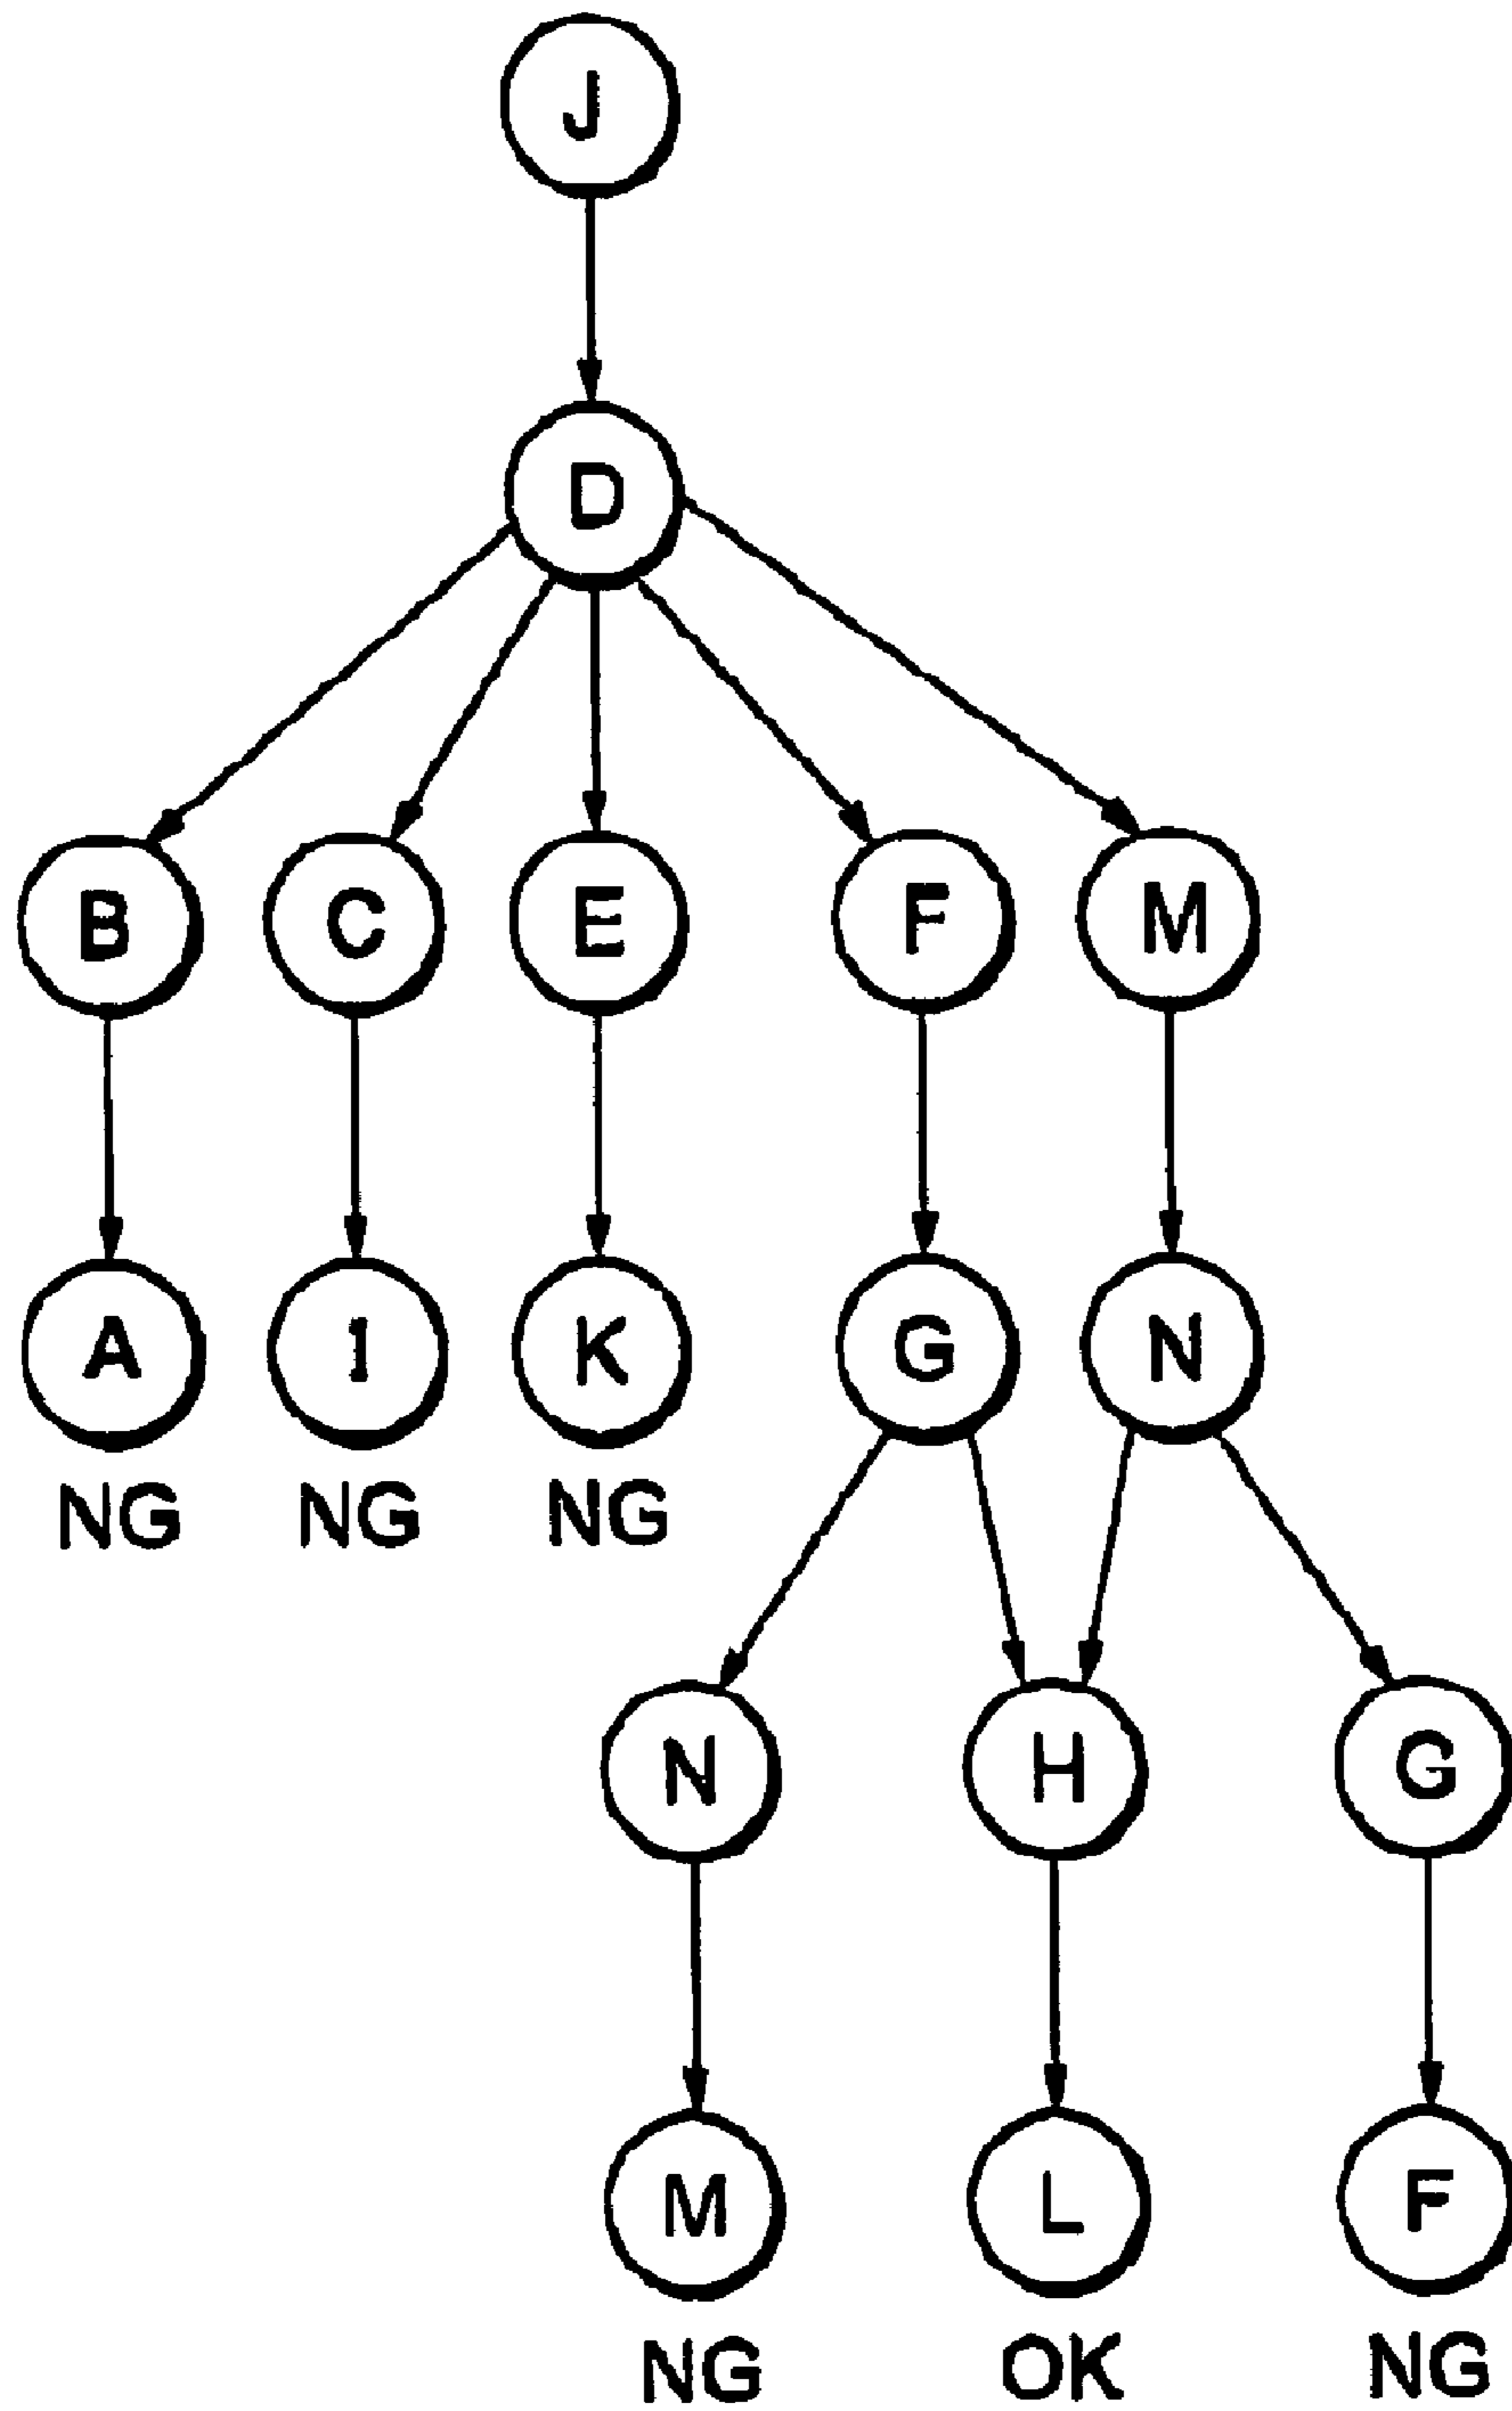 J
D
B C E F M
A I K G N
NG NG NG
N H G
M L F
NG OK NG